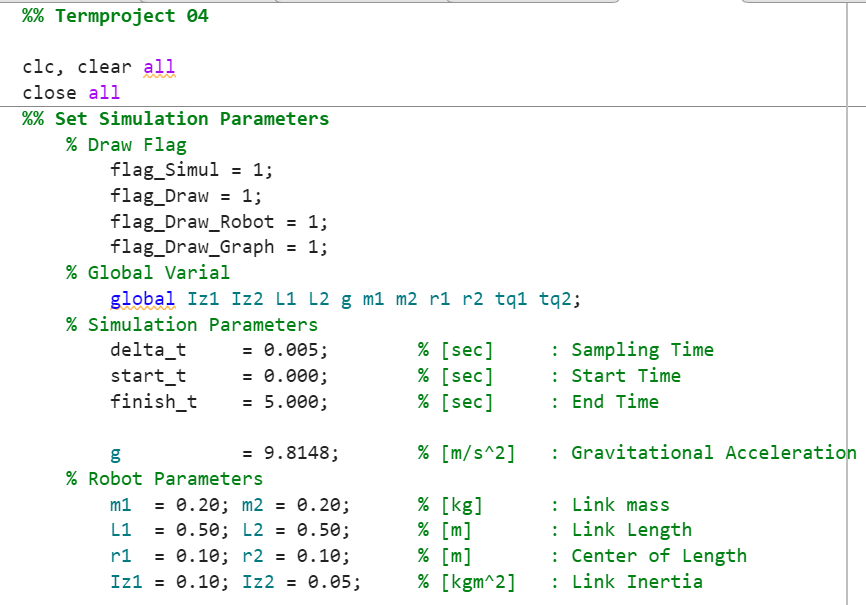 %% Termproject 04
clc, clear all
close all
%% Set Simulation Parameters
% Draw Flag
flag_Simul = 1;
flag_Draw = 1;
flag_Draw_Robot = 1;
flag_Draw_Graph = 1;
% Global Varial
global Iz1 Iz2 L1 L2 g m1 m2 r1 r2 tq1 tq2;
% Simulation Parameters
delta_t = 0.005; % [sec] : Sampling Time
start_t = 0.000; % [sec] : Start Time
finish_t = 5.000; % [sec] : End Time
g = 9.8148; % [m/s^2] : Gravitational Acceleration
% Robot Parameters
m1 = 0.20; m2 = 0.20; % [kg] : Link mass
L1 = 0.50; L2 = 0.50; % [m] : Link Length
r1 = 0.10; r2 = 0.10; % [m] : Center of Length
Iz1 = 0.10; Iz2 = 0.05; % [kgm^2] : Link Inertia